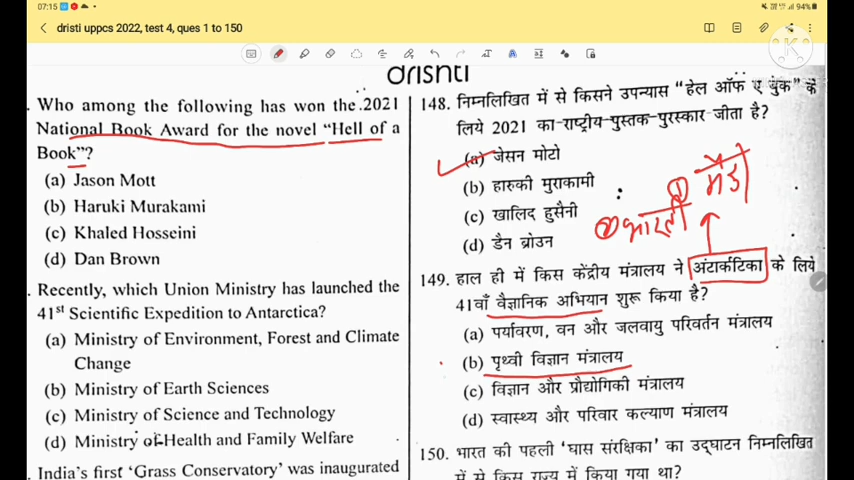 07:15
94%
dristi uppcs 2022, test 4, ques 1 to 150
drishti
Who among the following has won the 2021
National Book Award for the novel “Hell of a
Book”?
(a) Jason Mott
(b) Haruki Murakami
(c) Khaled Hosseini
(d) Dan Brown
Recently, which Union Ministry has launched the
41st Scientific Expedition to Antarctica?
(a) Ministry of Environment, Forest and Climate
Change
(b) Ministry of Earth Sciences
(c) Ministry of Science and Technology
(d) Ministry of Health and Family Welfare
India's first ‘Grass Conservatory’ was inaugurated
148. निम्नलिखित में से किसने उपन्यास “हेल ऑफ ए बुक” के
लिये 2021 का राष्ट्रीय पुस्तक पुरस्कार जीता है?
(a) जेसन मोटो
(b) हारुकी मुराकामी
(c) खालिद हुसैनी
(d) डैन ब्रोउन
① मैत्री
② भारती
149. हाल ही में किस केंद्रीय मंत्रालय ने अंटार्कटिका के लिये
41वाँ वैज्ञानिक अभियान शुरू किया है?
(a) पर्यावरण, वन और जलवायु परिवर्तन मंत्रालय
(b) पृथ्वी विज्ञान मंत्रालय
(c) विज्ञान और प्रौद्योगिकी मंत्रालय
(d) स्वास्थ्य और परिवार कल्याण मंत्रालय
150. भारत की पहली ‘घास संरक्षिका’ का उद्घाटन निम्नलिखित
में से किस राज्य में किया गया था?